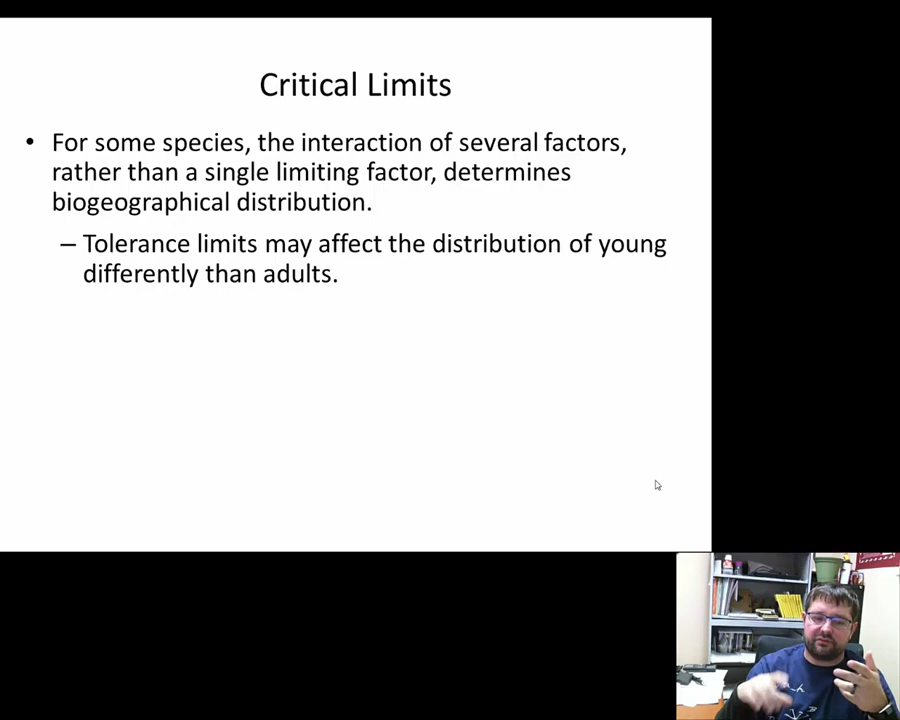 Critical Limits
• For some species, the interaction of several factors,
rather than a single limiting factor, determines
biogeographical distribution.
– Tolerance limits may affect the distribution of young
differently than adults.